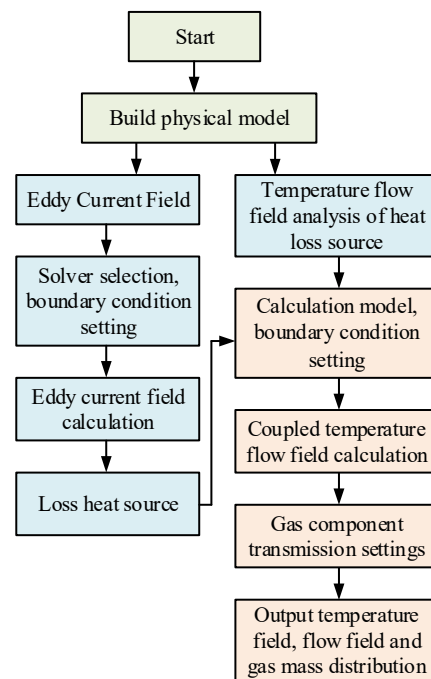 Start
Build physical model
Eddy Current Field
Solver selection,
boundary condition
setting
Eddy current field
calculation
Loss heat source
Temperature flow
field analysis of heat
loss source
Calculation model,
boundary condition
setting
Coupled temperature
flow field calculation
Gas component
transmission settings
Output temperature
field, flow field and
gas mass distribution